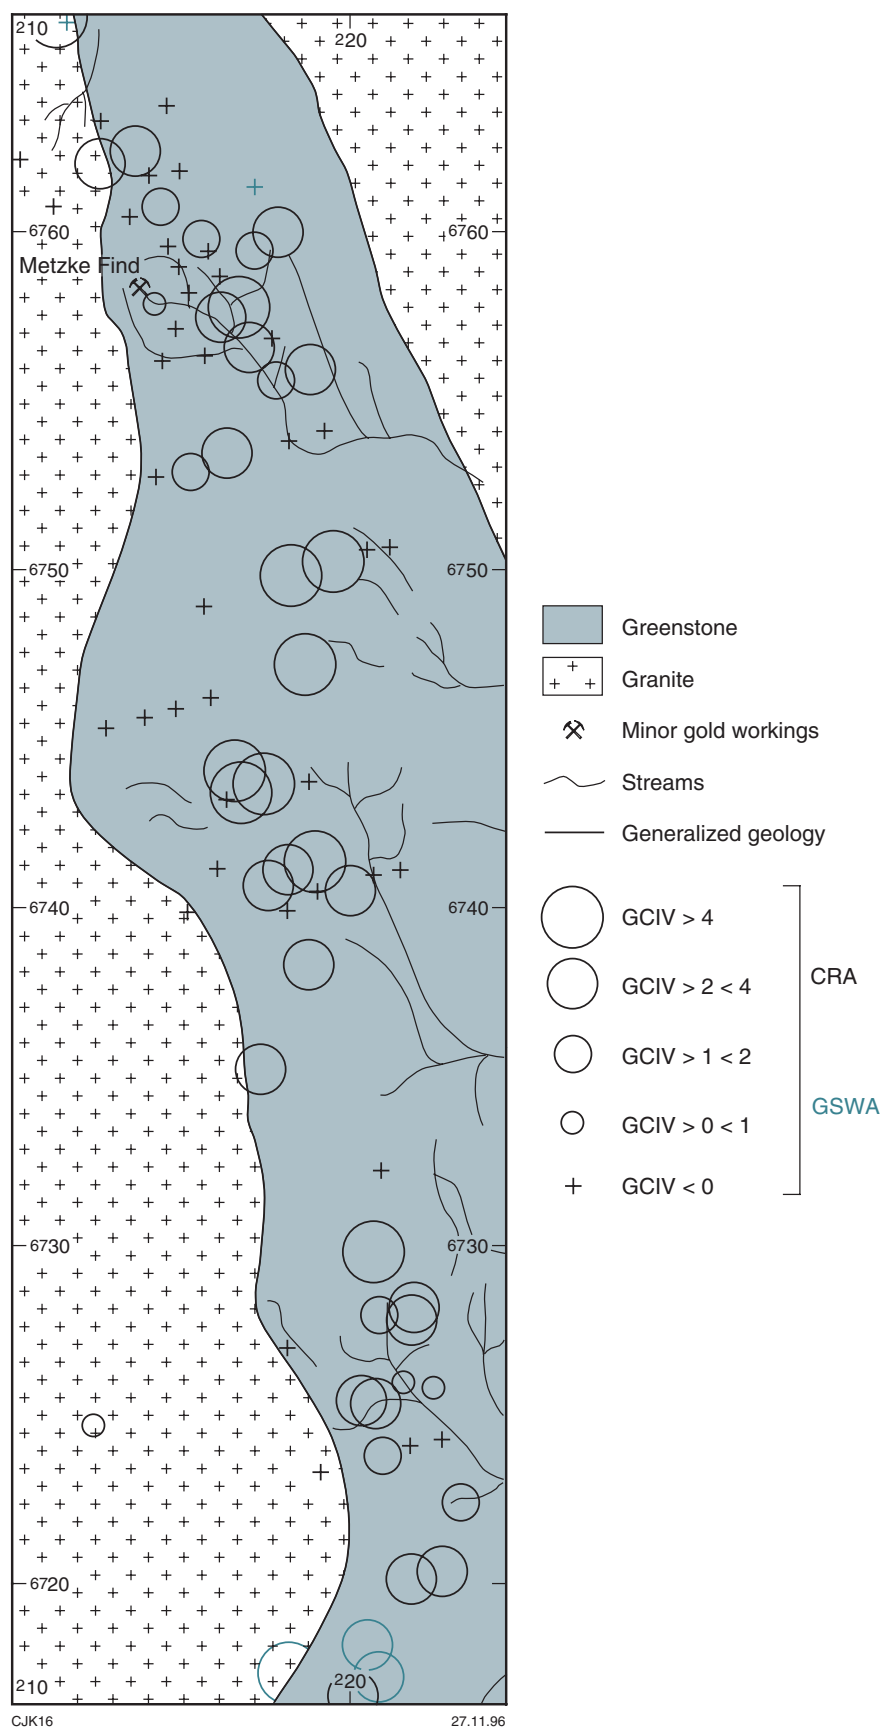 210
220
6760
6760
Metzke Find
6750
6750
6740
6740
6730
6730
6720
210
220
Greenstone
Granite
Minor gold workings
Streams
Generalized geology
GCIV > 4
GCIV > 2 < 4
GCIV > 1 < 2
GCIV > 0 < 1
GCIV < 0
CRA
GSWA
CJK16
27.11.96